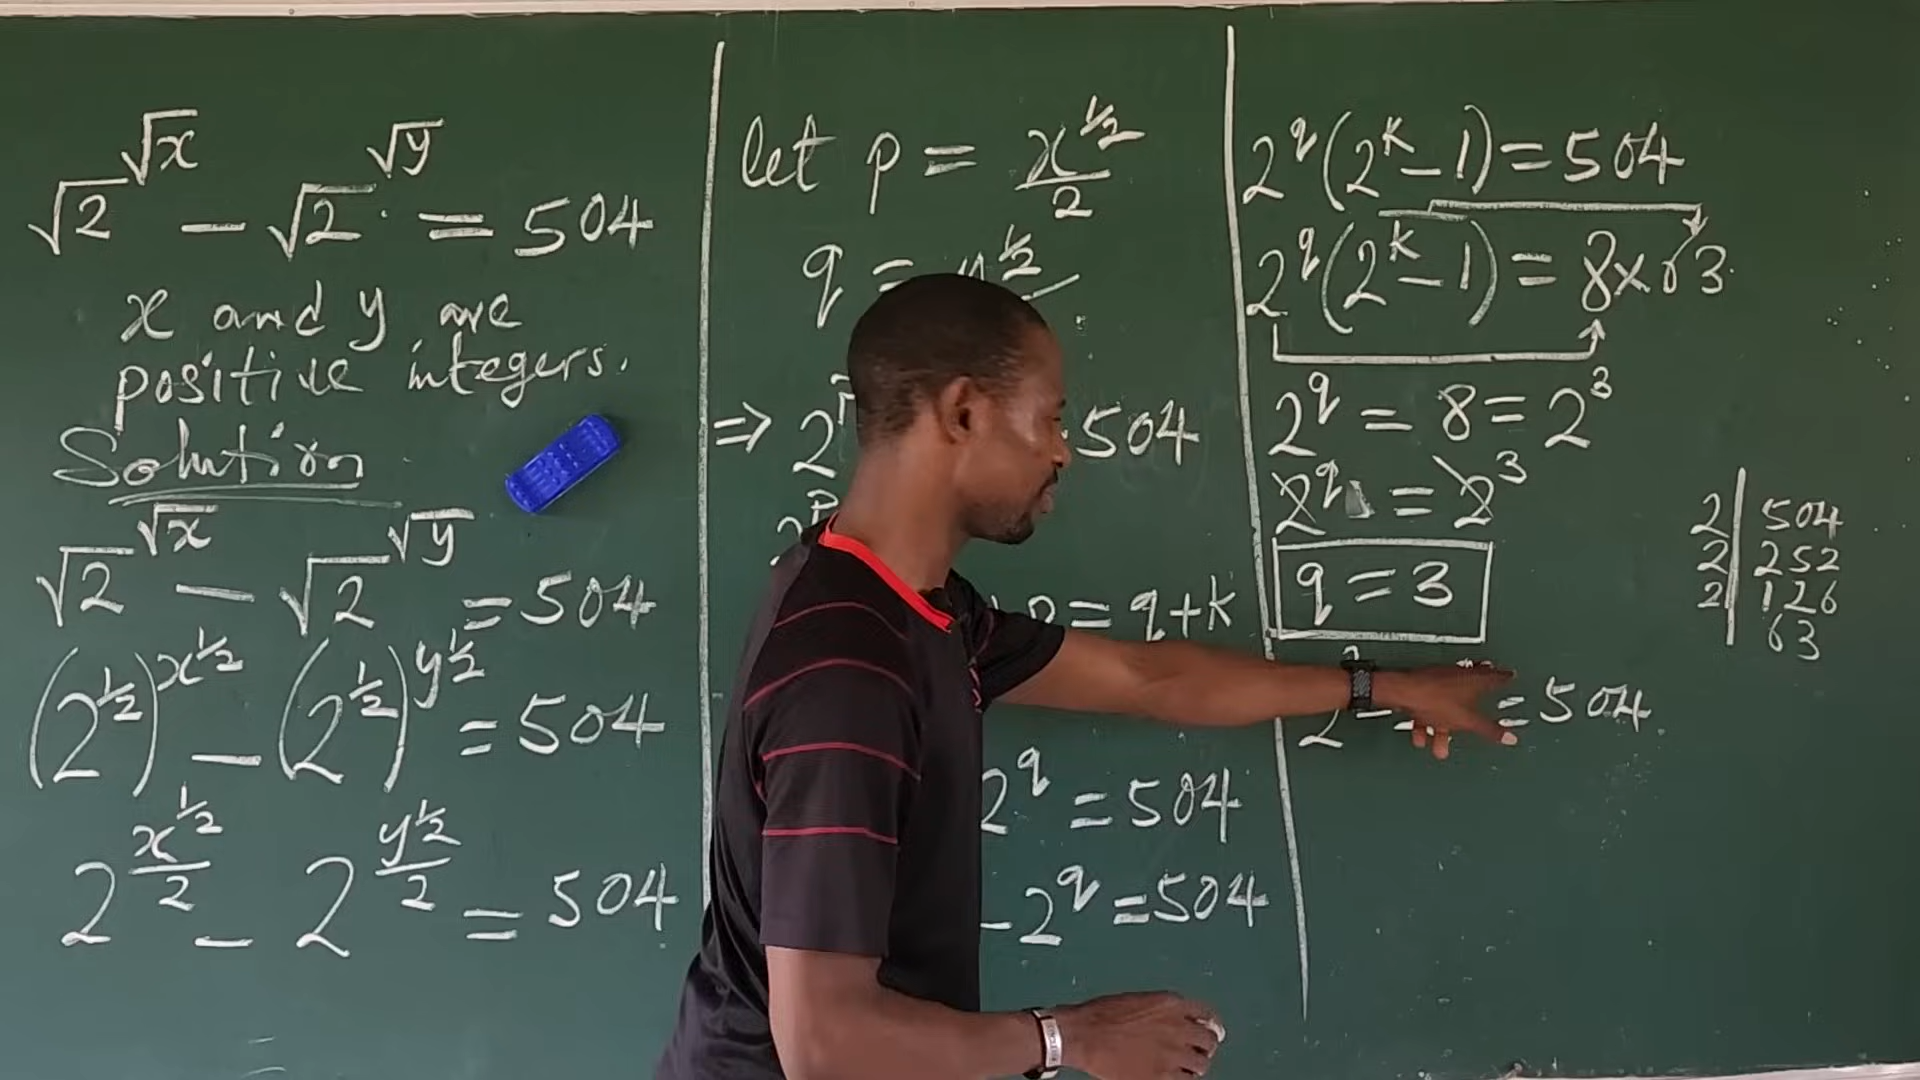 √2^√x − √2^√y = 504
x and y are
positive integers.
Solution
√2^√x − √2^√y = 504
(2^½)^x^½ − (2^½)^y^½ = 504
2^(x^½/2) − 2^(y^½/2) = 504
let p = x^½/2
q =
⇒ 2 504
p = q+k
2^q = 504
− 2^q = 504
2^q(2^k − 1) = 504
2^q(2^k − 1) = 8×63
2^q = 8 = 2^3
2^q = 2^3
q = 3
2 − = 504
2 | 504
2 | 252
2 | 126
63